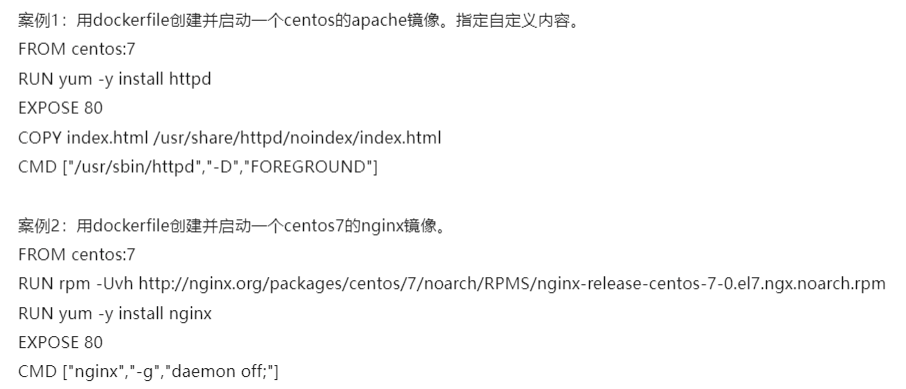 案例1：用dockerfile创建并启动一个centos的apache镜像。指定自定义内容。
FROM centos:7
RUN yum -y install httpd
EXPOSE 80
COPY index.html /usr/share/httpd/noindex/index.html
CMD ["/usr/sbin/httpd","-D","FOREGROUND"]
案例2：用dockerfile创建并启动一个centos7的nginx镜像。
FROM centos:7
RUN rpm -Uvh http://nginx.org/packages/centos/7/noarch/RPMS/nginx-release-centos-7-0.el7.ngx.noarch.rpm
RUN yum -y install nginx
EXPOSE 80
CMD ["nginx","-g","daemon off;"]